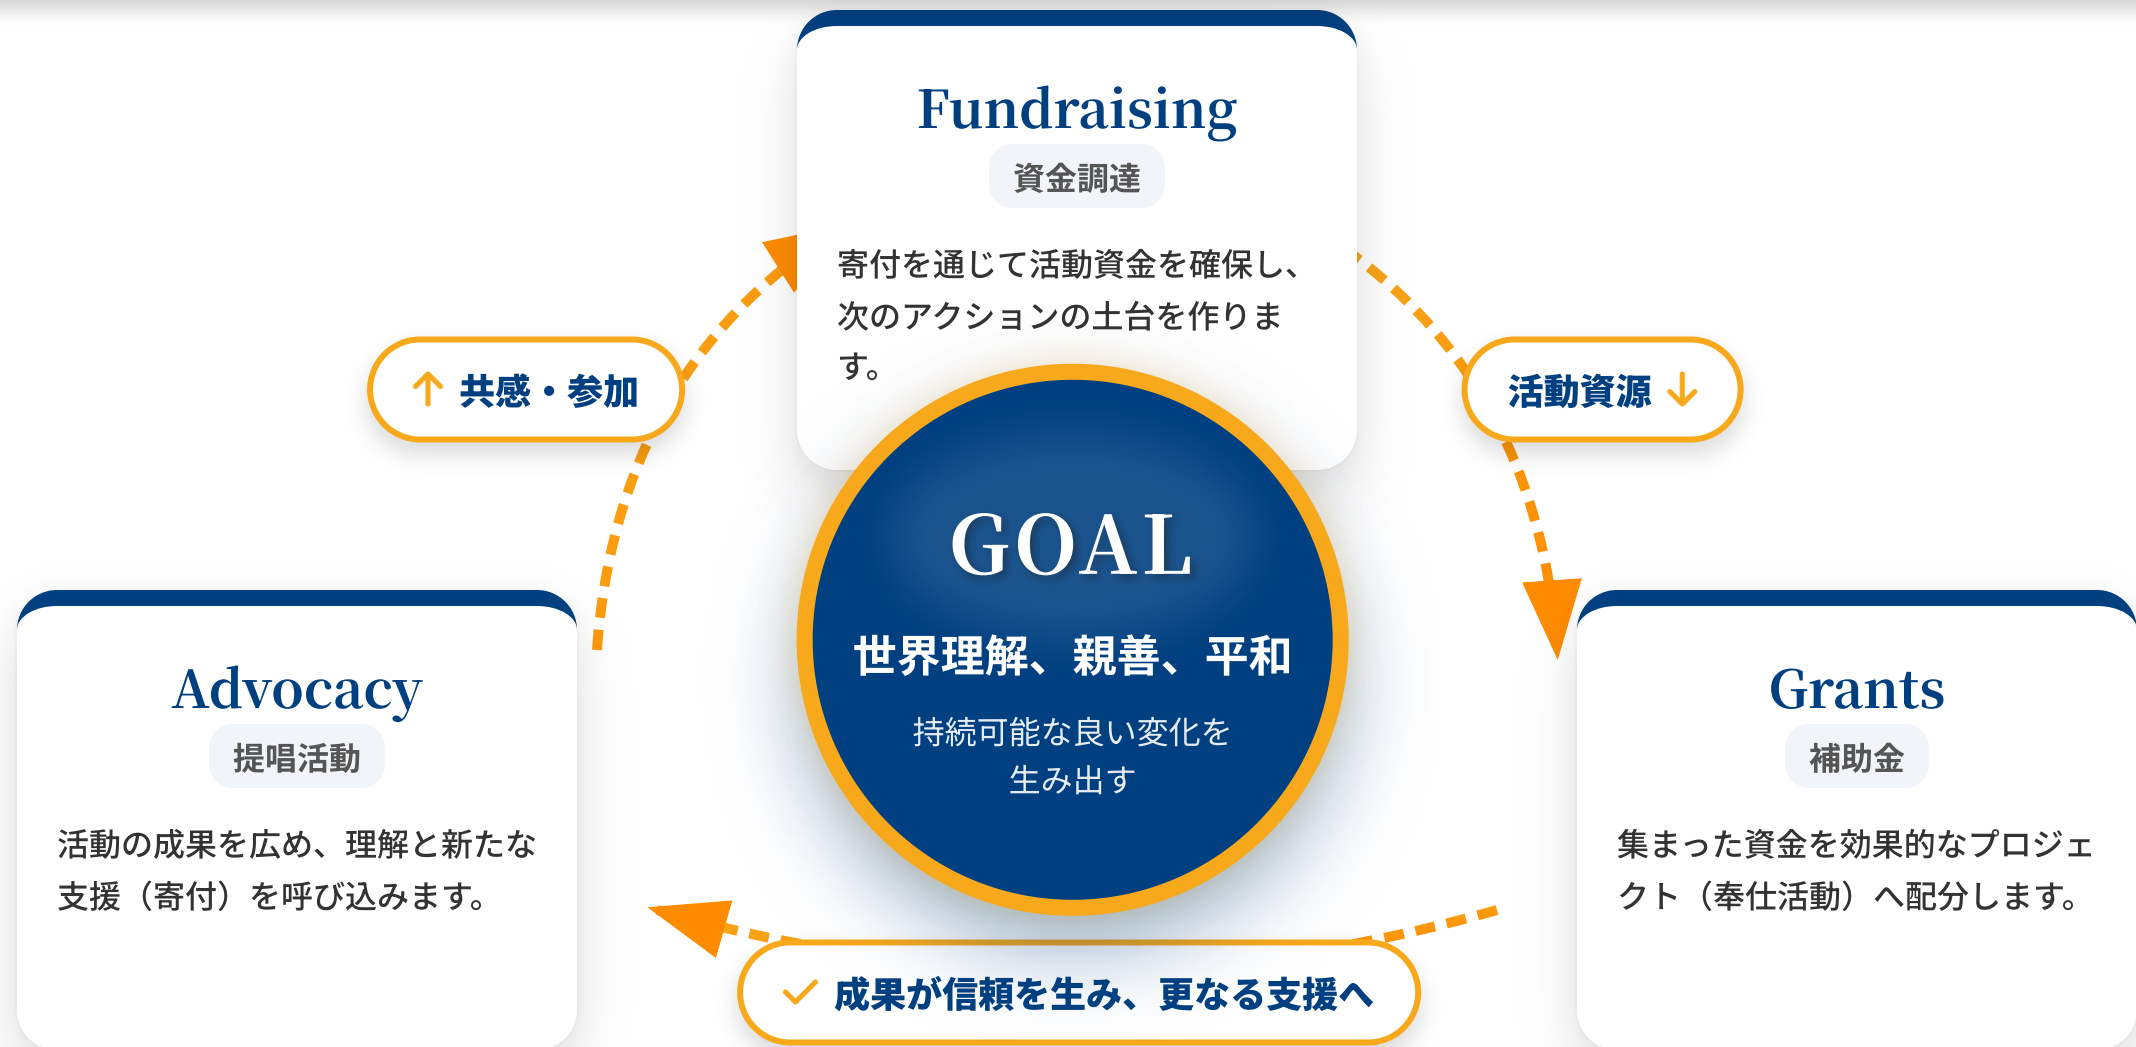 Fundraising
資金調達
寄付を通じて活動資金を確保し、
次のアクションの土台を作りま
す。
共感・参加
活動資源
GOAL
世界理解、親善、平和
持続可能な良い変化を
生み出す
Advocacy
提唱活動
活動の成果を広め、理解と新たな
支援（寄付）を呼び込みます。
Grants
補助金
集まった資金を効果的なプロジェ
クト（奉仕活動）へ配分します。
成果が信頼を生み、更なる支援へ